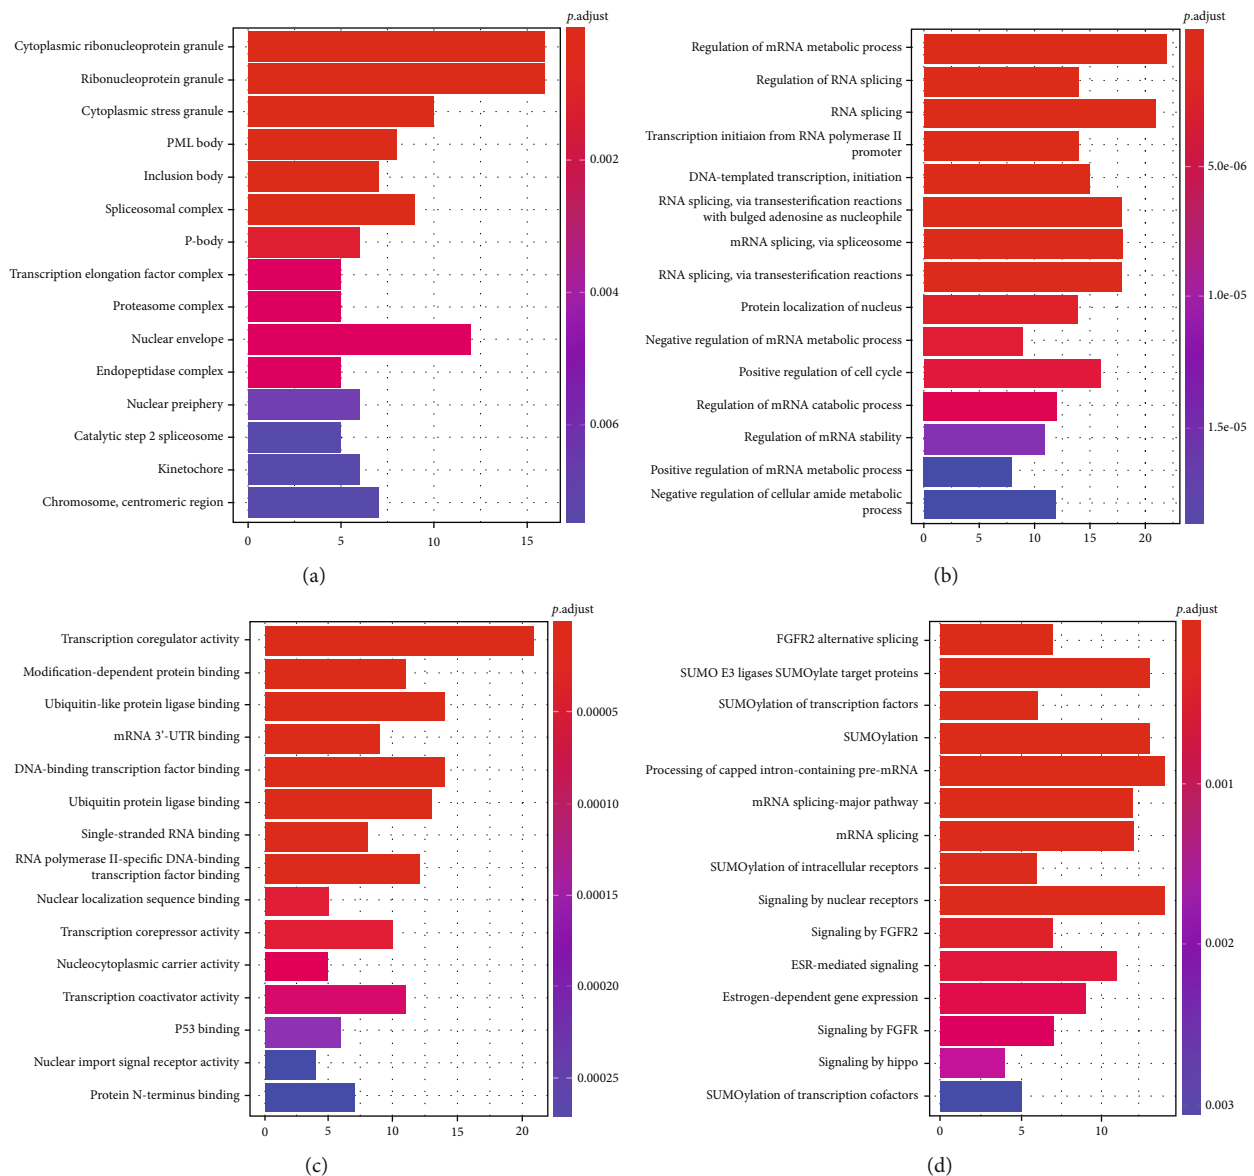 p.adjust
Cytoplasmic ribonucleoprotein granule
Ribonucleoprotein granule
Cytoplasmic stress granule
PML body
Inclusion body
Spliceosomal complex
P-body
Transcription elongation factor complex
Proteasome complex
Nuclear envelope
Endopeptidase complex
Nuclear preiphery
Catalytic step 2 spliceosome
Kinetochore
Chromosome, centromeric region
0.002
0.004
0.006
0 5 10 15
(a)
p.adjust
Regulation of mRNA metabolic process
Regulation of RNA splicing
RNA splicing
Transcription initiaion from RNA polymerase II
promoter
DNA-templated transcription, initiation
RNA splicing, via transesterification reactions
with bulged adenosine as nucleophile
mRNA splicing, via spliceosome
RNA splicing, via transesterification reactions
Protein localization of nucleus
Negative regulation of mRNA metabolic process
Positive regulation of cell cycle
Regulation of mRNA catabolic process
Regulation of mRNA stability
Positive regulation of mRNA metabolic process
Negative regulation of cellular amide metabolic
process
5.0e-06
1.0e-05
1.5e-05
0 5 10 15 20
(b)
p.adjust
Transcription coregulator activity
Modification-dependent protein binding
Ubiquitin-like protein ligase binding
mRNA 3'-UTR binding
DNA-binding transcription factor binding
Ubiquitin protein ligase binding
Single-stranded RNA binding
RNA polymerase II-specific DNA-binding
transcription factor binding
Nuclear localization sequence binding
Transcription corepressor activity
Nucleocytoplasmic carrier activity
Transcription coactivator activity
P53 binding
Nuclear import signal receptor activity
Protein N-terminus binding
0.00005
0.00010
0.00015
0.00020
0.00025
0 5 10 15 20
(c)
p.adjust
FGFR2 alternative splicing
SUMO E3 ligases SUMOylate target proteins
SUMOylation of transcription factors
SUMOylation
Processing of capped intron-containing pre-mRNA
mRNA splicing-major pathway
mRNA splicing
SUMOylation of intracellular receptors
Signaling by nuclear receptors
Signaling by FGFR2
ESR-mediated signaling
Estrogen-dependent gene expression
Signaling by FGFR
Signaling by hippo
SUMOylation of transcription cofactors
0.001
0.002
0.003
0 5 10
(d)